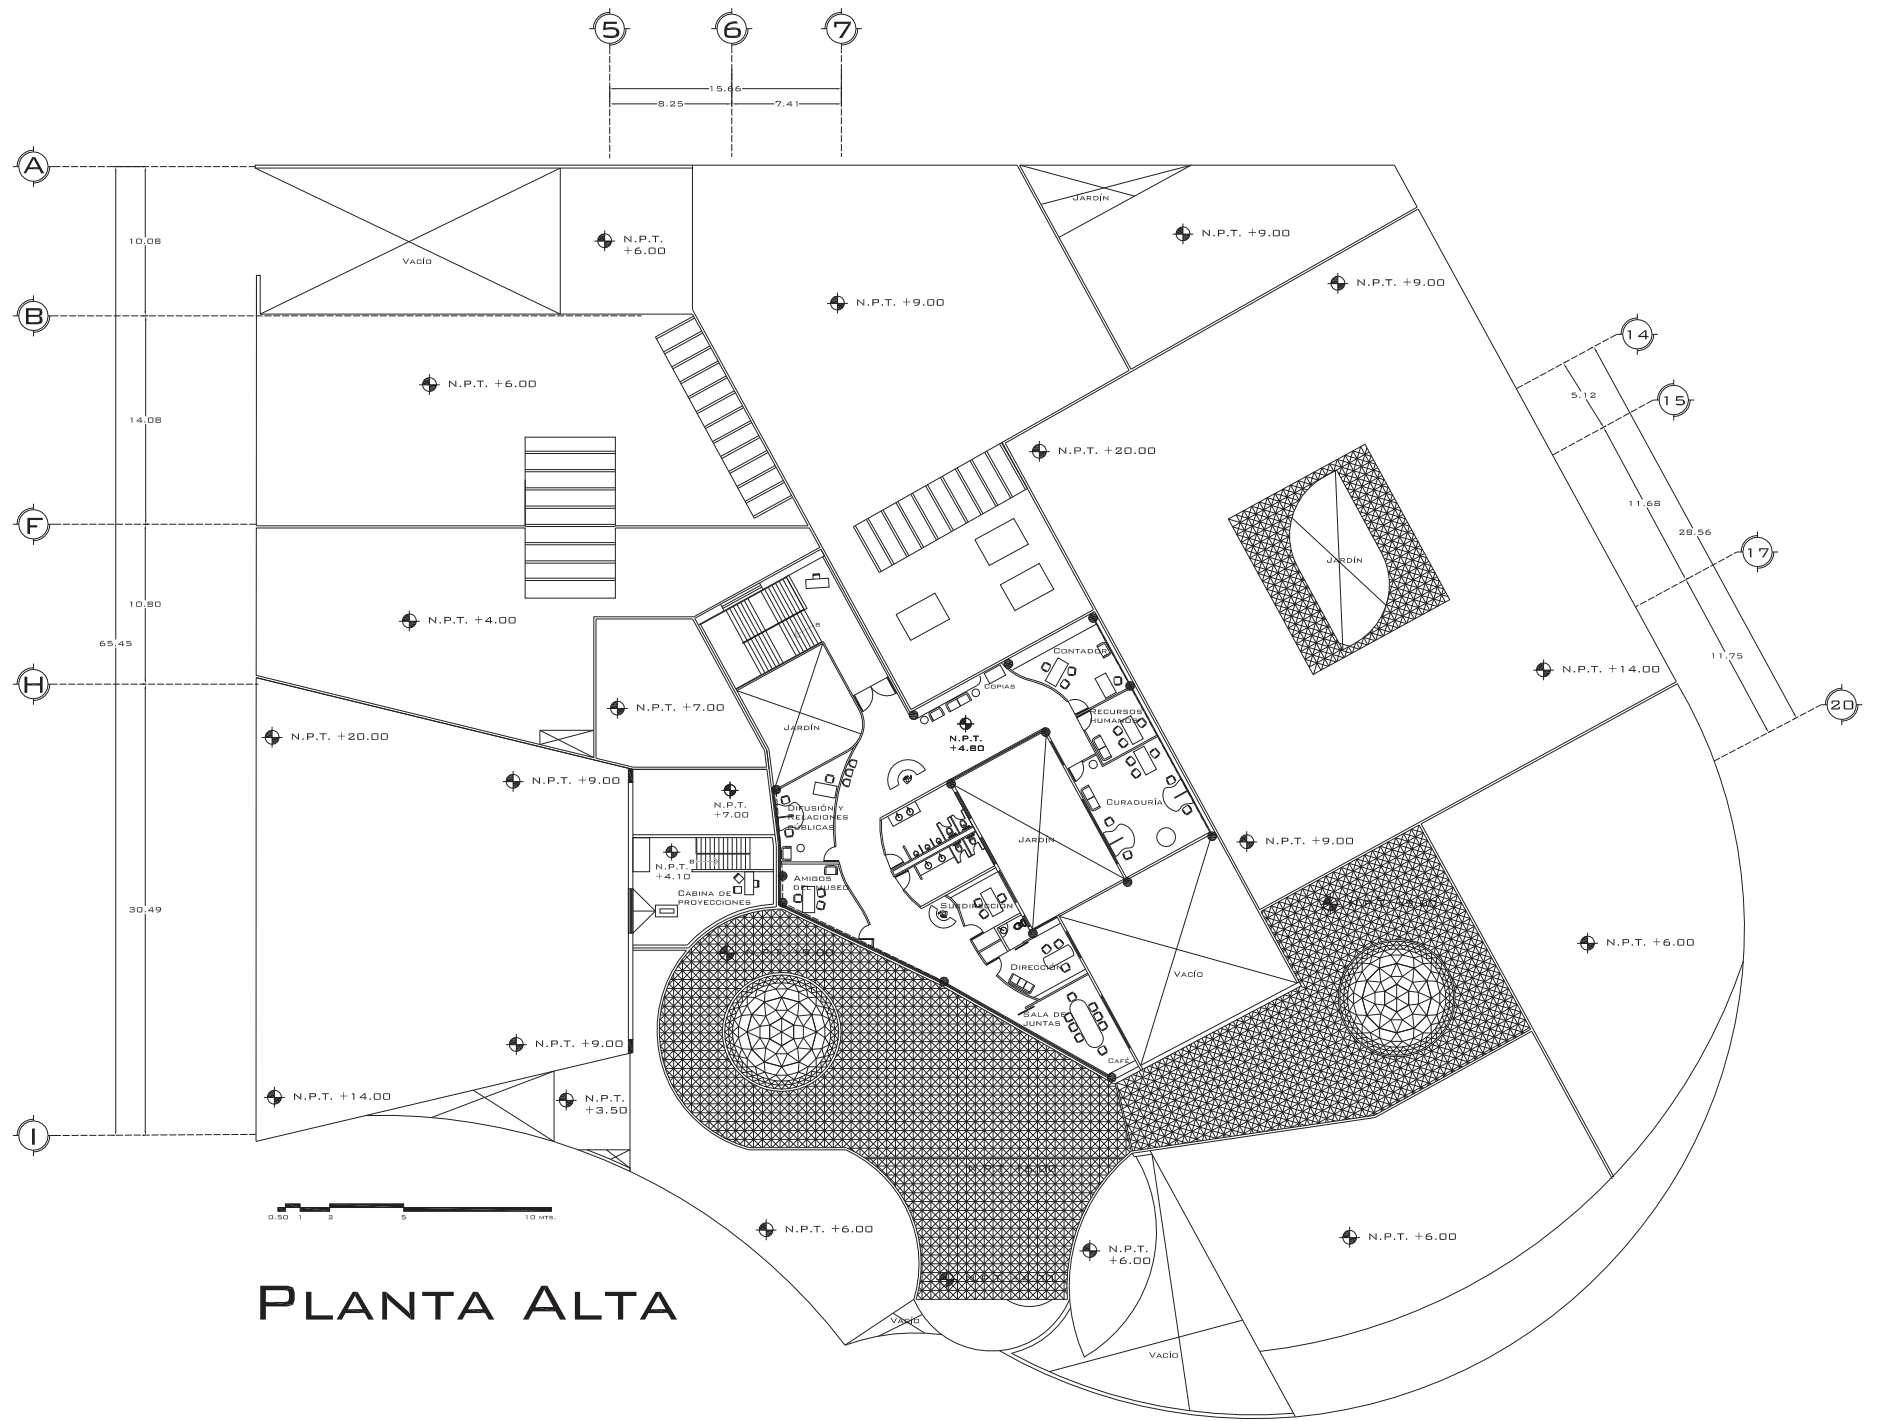 5
6
7
15.66
8.25
7.41
A
Jardín
10.08
N.P.T.
+6.00
N.P.T. +9.00
Vacío
N.P.T. +9.00
N.P.T. +9.00
B
14
N.P.T. +6.00
5.12
15
14.08
N.P.T. +20.00
11.68
F
28.56
17
Jardín
10.80
N.P.T. +4.00
8
65.45
Contador
11.75
N.P.T. +14.00
H
Copias
20
N.P.T. +7.00
Recursos
Humanos
Jardín
N.P.T. +20.00
N.P.T.
+4.80
N.P.T. +9.00
N.P.T.
+7.00
Difusión y
Relaciones
Públicas
Curaduría
Jardín
N.P.T. +9.00
8
N.P.T.
+4.10
Amigos
del Museo
Cabina de
Proyecciones
Subdirección
30.49
N.P.T. +6.00
Dirección
Vacío
Sala de
Juntas
N.P.T. +9.00
Café
N.P.T. +14.00
N.P.T.
+3.50
I
0.50
1
2
5
10 mts.
N.P.T. +6.00
N.P.T.
+6.00
N.P.T. +6.00
Planta Alta
Vacío
Vacío